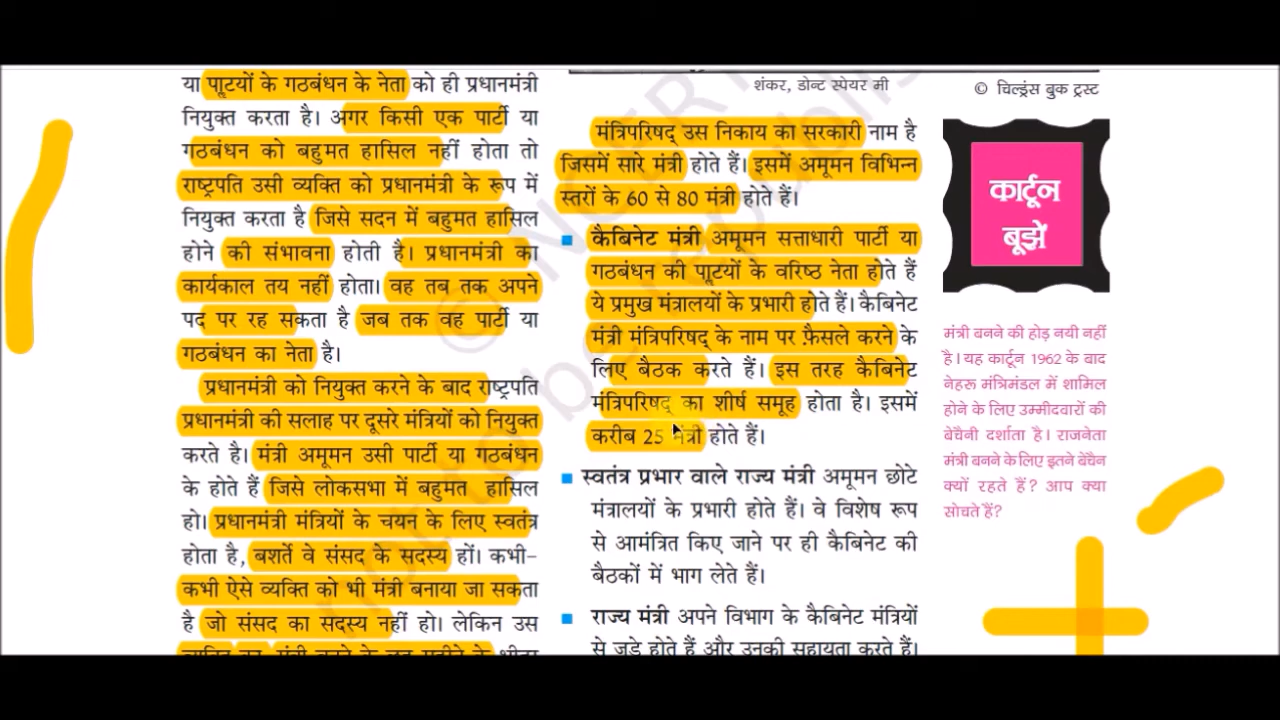 या पाट्टयों के गठबंधन के नेता को ही प्रधानमंत्री
नियुक्त करता है। अगर किसी एक पार्टी या
गठबंधन को बहुमत हासिल नहीं होता तो
राष्ट्रपति उसी व्यक्ति को प्रधानमंत्री के रूप में
नियुक्त करता है जिसे सदन में बहुमत हासिल
होने की संभावना होती है। प्रधानमंत्री का
कार्यकाल तय नहीं होता। वह तब तक अपने
पद पर रह सकता है जब तक वह पार्टी या
गठबंधन का नेता है।
प्रधानमंत्री को नियुक्त करने के बाद राष्ट्रपति
प्रधानमंत्री की सलाह पर दूसरे मंत्रियों को नियुक्त
करते है। मंत्री अमूमन उसी पार्टी या गठबंधन
के होते हैं जिसे लोकसभा में बहुमत हासिल
हो। प्रधानमंत्री मंत्रियों के चयन के लिए स्वतंत्र
होता है, बशर्ते वे संसद के सदस्य हों। कभी-
कभी ऐसे व्यक्ति को भी मंत्री बनाया जा सकता
है जो संसद का सदस्य नहीं हो। लेकिन उस
शंकर, डोन्ट स्पेयर मी
मंत्रिपरिषद् उस निकाय का सरकारी नाम है
जिसमें सारे मंत्री होते हैं। इसमें अमूमन विभिन्न
स्तरों के 60 से 80 मंत्री होते हैं।
कैबिनेट मंत्री अमूमन सत्ताधारी पार्टी या
गठबंधन की पाट्टयों के वरिष्ठ नेता होते हैं
ये प्रमुख मंत्रालयों के प्रभारी होते हैं। कैबिनेट
मंत्री मंत्रिपरिषद् के नाम पर फ़ैसले करने के
लिए बैठक करते हैं। इस तरह कैबिनेट
मंत्रिपरिषद् का शीर्ष समूह होता है। इसमें
करीब 25 मंत्री होते हैं।
स्वतंत्र प्रभार वाले राज्य मंत्री अमूमन छोटे
मंत्रालयों के प्रभारी होते हैं। वे विशेष रूप
से आमंत्रित किए जाने पर ही कैबिनेट की
बैठकों में भाग लेते हैं।
राज्य मंत्री अपने विभाग के कैबिनेट मंत्रियों
से जुड़े होते हैं और उनकी सहायता करते हैं।
© चिल्ड्रंस बुक ट्रस्ट
कार्टून
बूझें
मंत्री बनने की होड़ नयी नहीं
है। यह कार्टून 1962 के बाद
नेहरू मंत्रिमंडल में शामिल
होने के लिए उम्मीदवारों की
बेचैनी दर्शाता है। राजनेता
मंत्री बनने के लिए इतने बेचैन
क्यों रहते हैं? आप क्या
सोचते हैं?